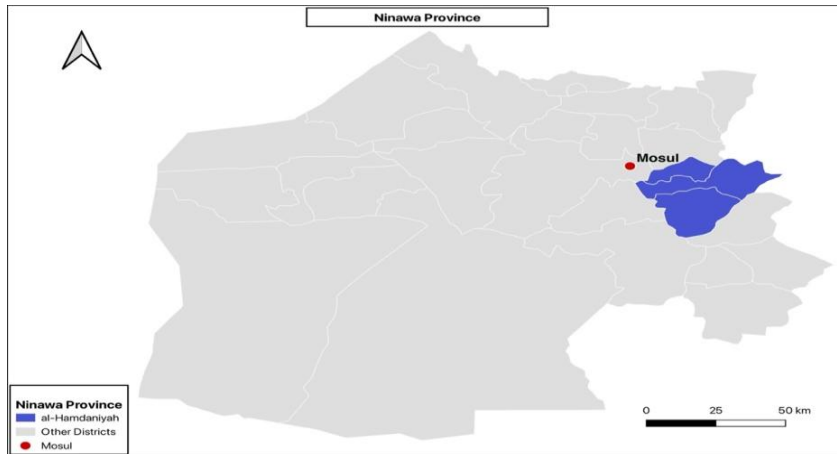 Ninawa Province
Mosul
Ninawa Province
al-Hamdaniyah
Other Districts
Mosul
0 25 50 km